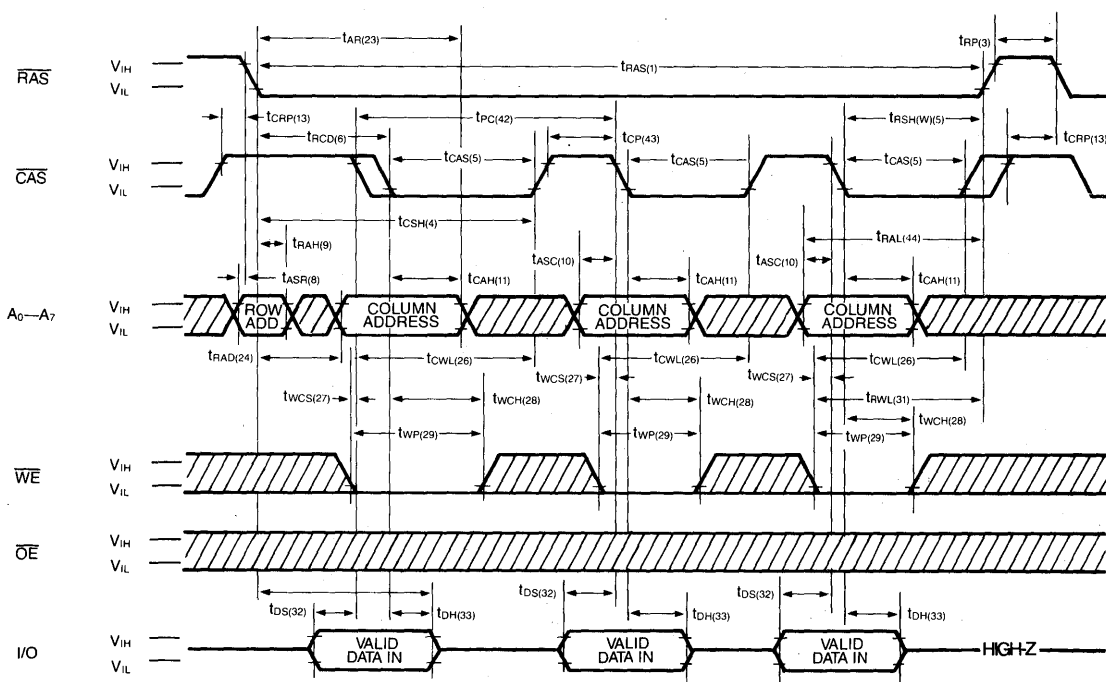 tAR(23)
tRP(3)
RAS
VIH
VIL
tRAS(1)
tCRP(13)
tRCD(6)
tPC(42)
tCP(43)
tRSH(W)(5)
tCRP(13)
CAS
VIH
VIL
tCAS(5)
tCAS(5)
tCAS(5)
tCSH(4)
tRAH(9)
tRAL(44)
tASR(8)
tASC(10)
tASC(10)
tCAH(11)
tCAH(11)
tCAH(11)
A0—A7
VIH
VIL
ROW
ADD.
COLUMN
ADDRESS
COLUMN
ADDRESS
COLUMN
ADDRESS
tRAD(24)
tCWL(26)
tCWL(26)
tCWL(26)
tWCS(27)
tWCS(27)
tWCS(27)
tWCH(28)
tWCH(28)
tRWL(31)
tWCH(28)
tWP(29)
tWP(29)
tWP(29)
WE
VIH
VIL
OE
VIH
VIL
tDS(32)
tDS(32)
tDS(32)
tDH(33)
tDH(33)
tDH(33)
I/O
VIH
VIL
VALID
DATA IN
VALID
DATA IN
VALID
DATA IN
HIGH-Z